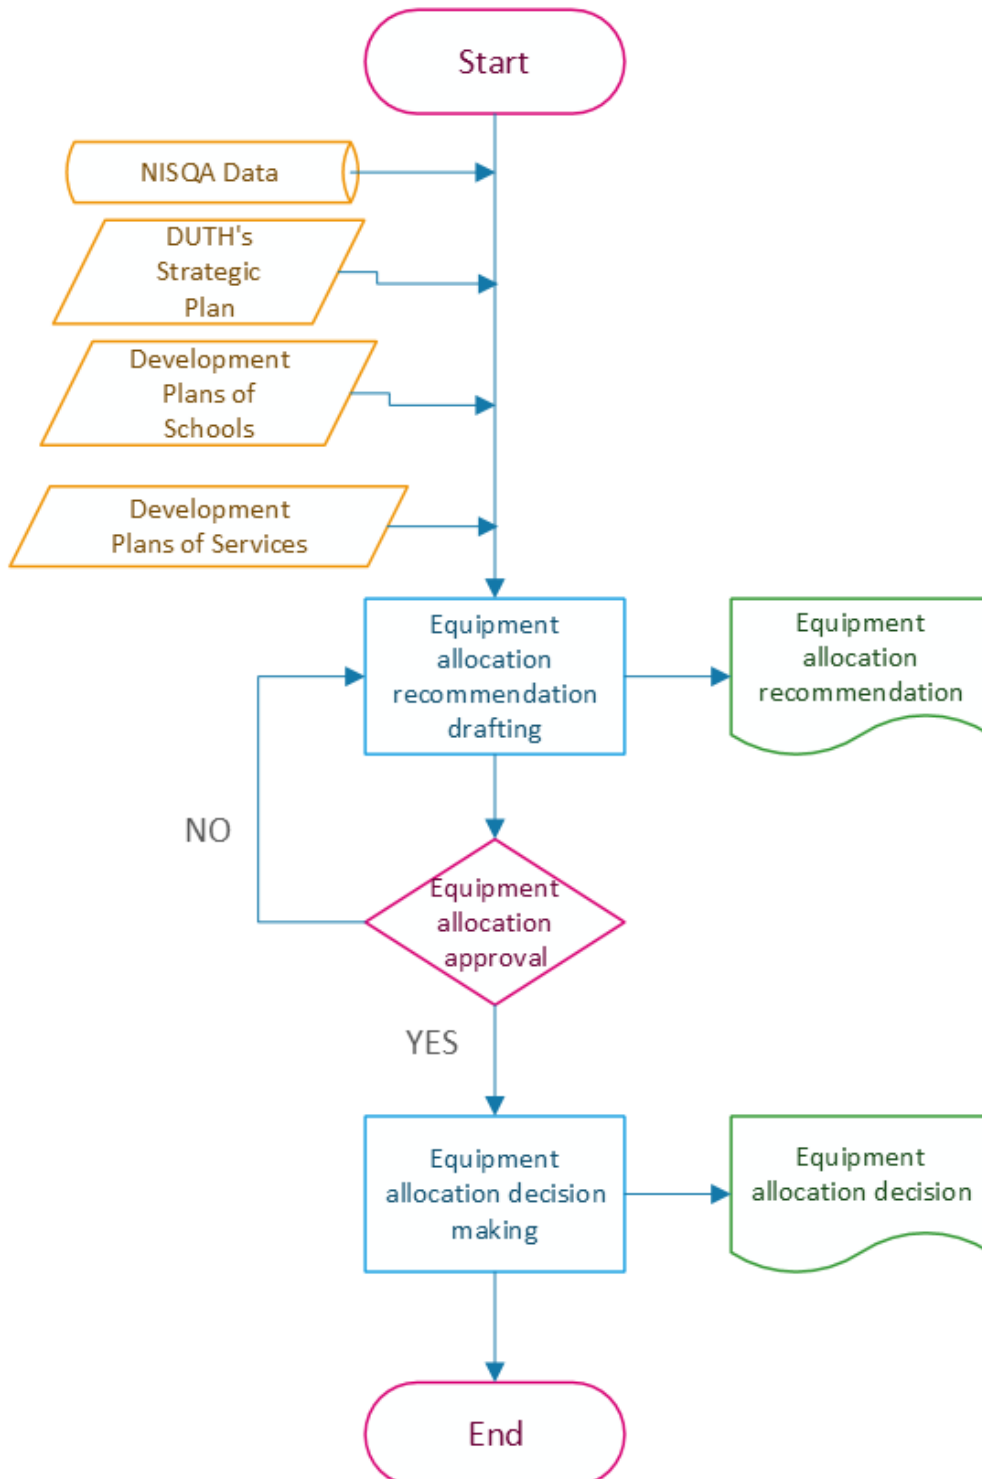 Start
NISQA Data
DUTH's
Strategic
Plan
Development
Plans of
Schools
Development
Plans of Services
Equipment
allocation
recommendation
drafting
Equipment
allocation
recommendation
NO
Equipment
allocation
approval
YES
Equipment
allocation decision
making
Equipment
allocation decision
End